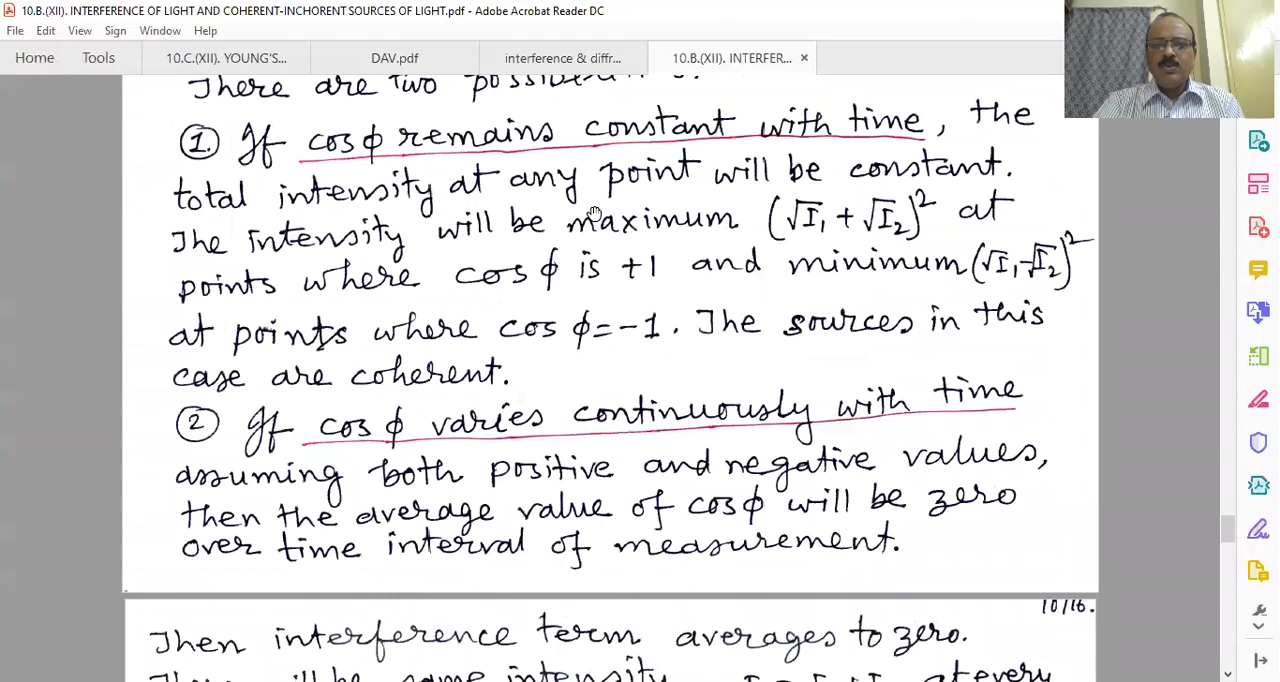 10.B.(XII). INTERFERENCE OF LIGHT AND COHERENT-INCHORENT SOURCES OF LIGHT.pdf - Adobe Acrobat Reader DC
File Edit View Sign Window Help
Home Tools 10.C.(XII). YOUNG'S... DAV.pdf interference & diffr... 10.B.(XII). INTERFER... ×
There are two
1. If cos φ remains constant with time, the
total intensity at any point will be constant.
The intensity will be maximum (√I₁ + √I₂)² at
points where cos φ is +1 and minimum (√I₁-√I₂)²
at points where cos φ = -1. The sources in this
case are coherent.
2 If cos φ varies continuously with time
assuming both positive and negative values,
then the average value of cos φ will be zero
over time interval of measurement.
10/16.
Then interference term averages to zero.
same intensity at every